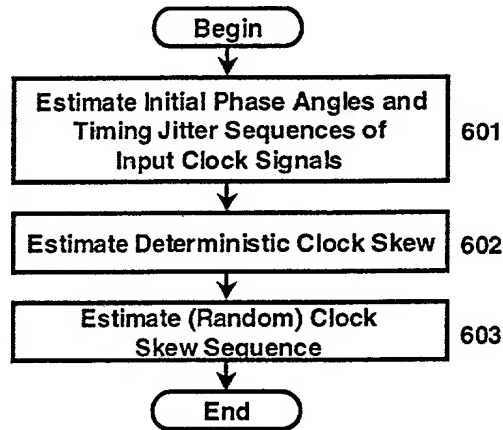 Begin
Estimate Initial Phase Angles and
Timing Jitter Sequences of
Input Clock Signals
601
Estimate Deterministic Clock Skew
602
Estimate (Random) Clock
Skew Sequence
603
End